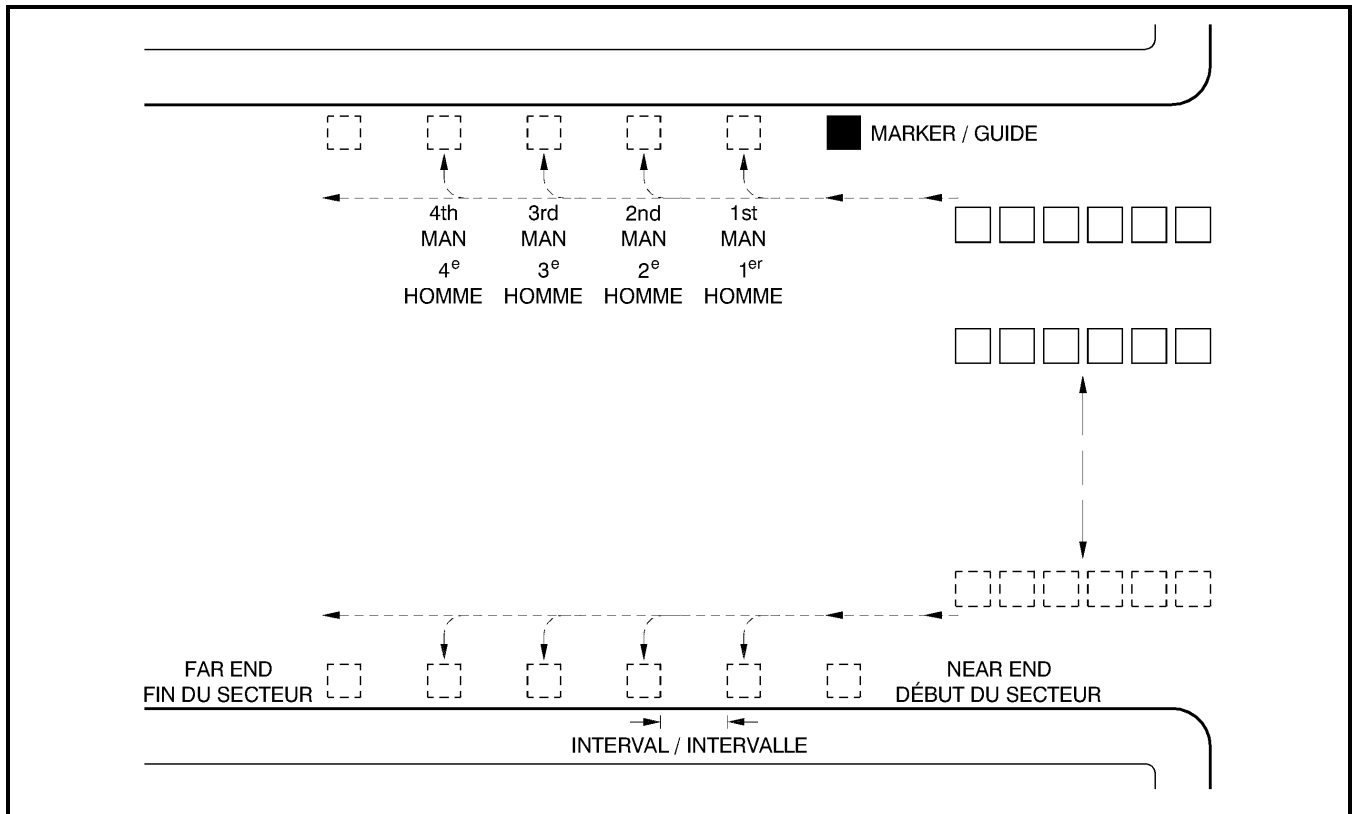 MARKER / GUIDE
4th
MAN
4e
HOMME
3rd
MAN
3e
HOMME
2nd
MAN
2e
HOMME
1st
MAN
1er
HOMME
FAR END
FIN DU SECTEUR
NEAR END
DÉBUT DU SECTEUR
INTERVAL / INTERVALLE